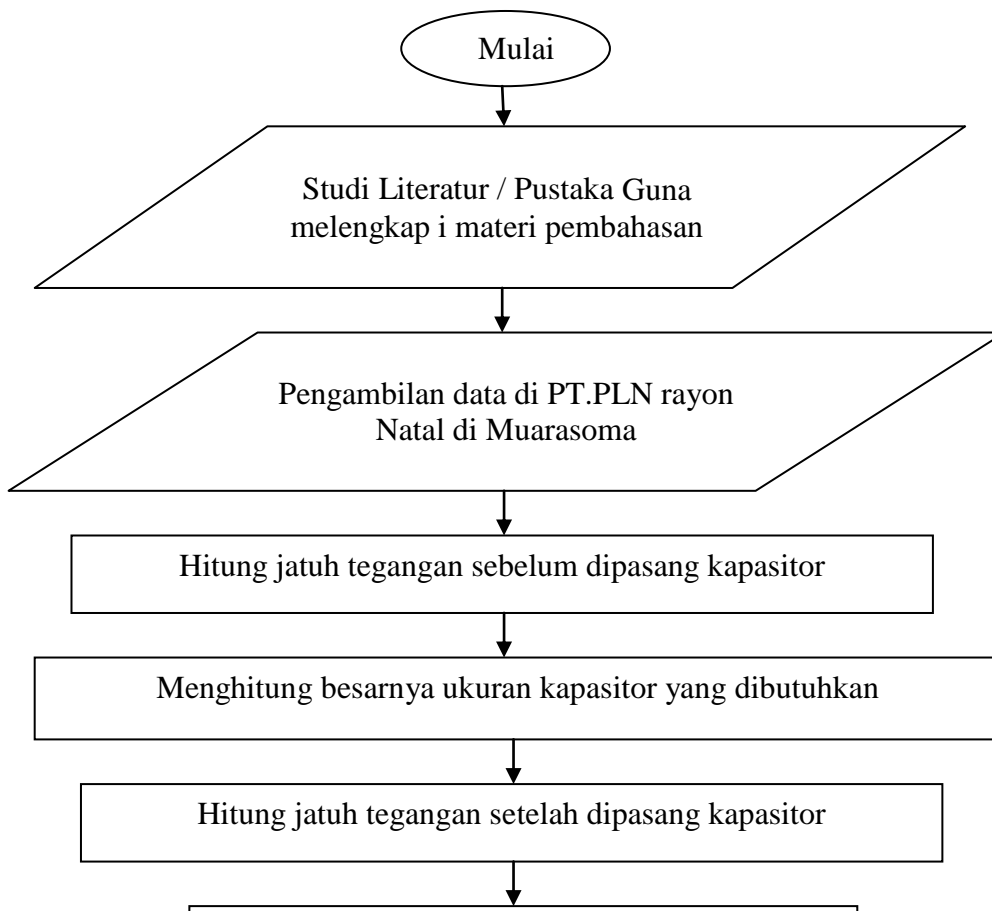 Mulai
Studi Literatur / Pustaka Guna
melengkap i materi pembahasan
Pengambilan data di PT.PLN rayon
Natal di Muarasoma
Hitung jatuh tegangan sebelum dipasang kapasitor
Menghitung besarnya ukuran kapasitor yang dibutuhkan
Hitung jatuh tegangan setelah dipasang kapasitor